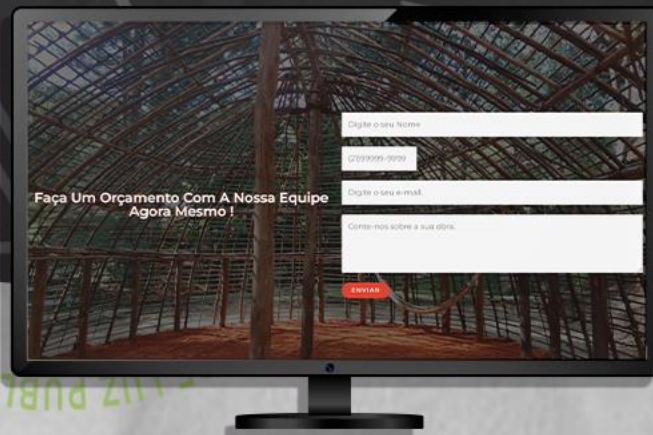 Faça Um Orçamento Com A Nossa Equipe
Agora Mesmo !
Digite o seu Nome
(21)99999-9999
Digite o seu e-mail.
Conte-nos sobre a sua obra.
ENVIAR